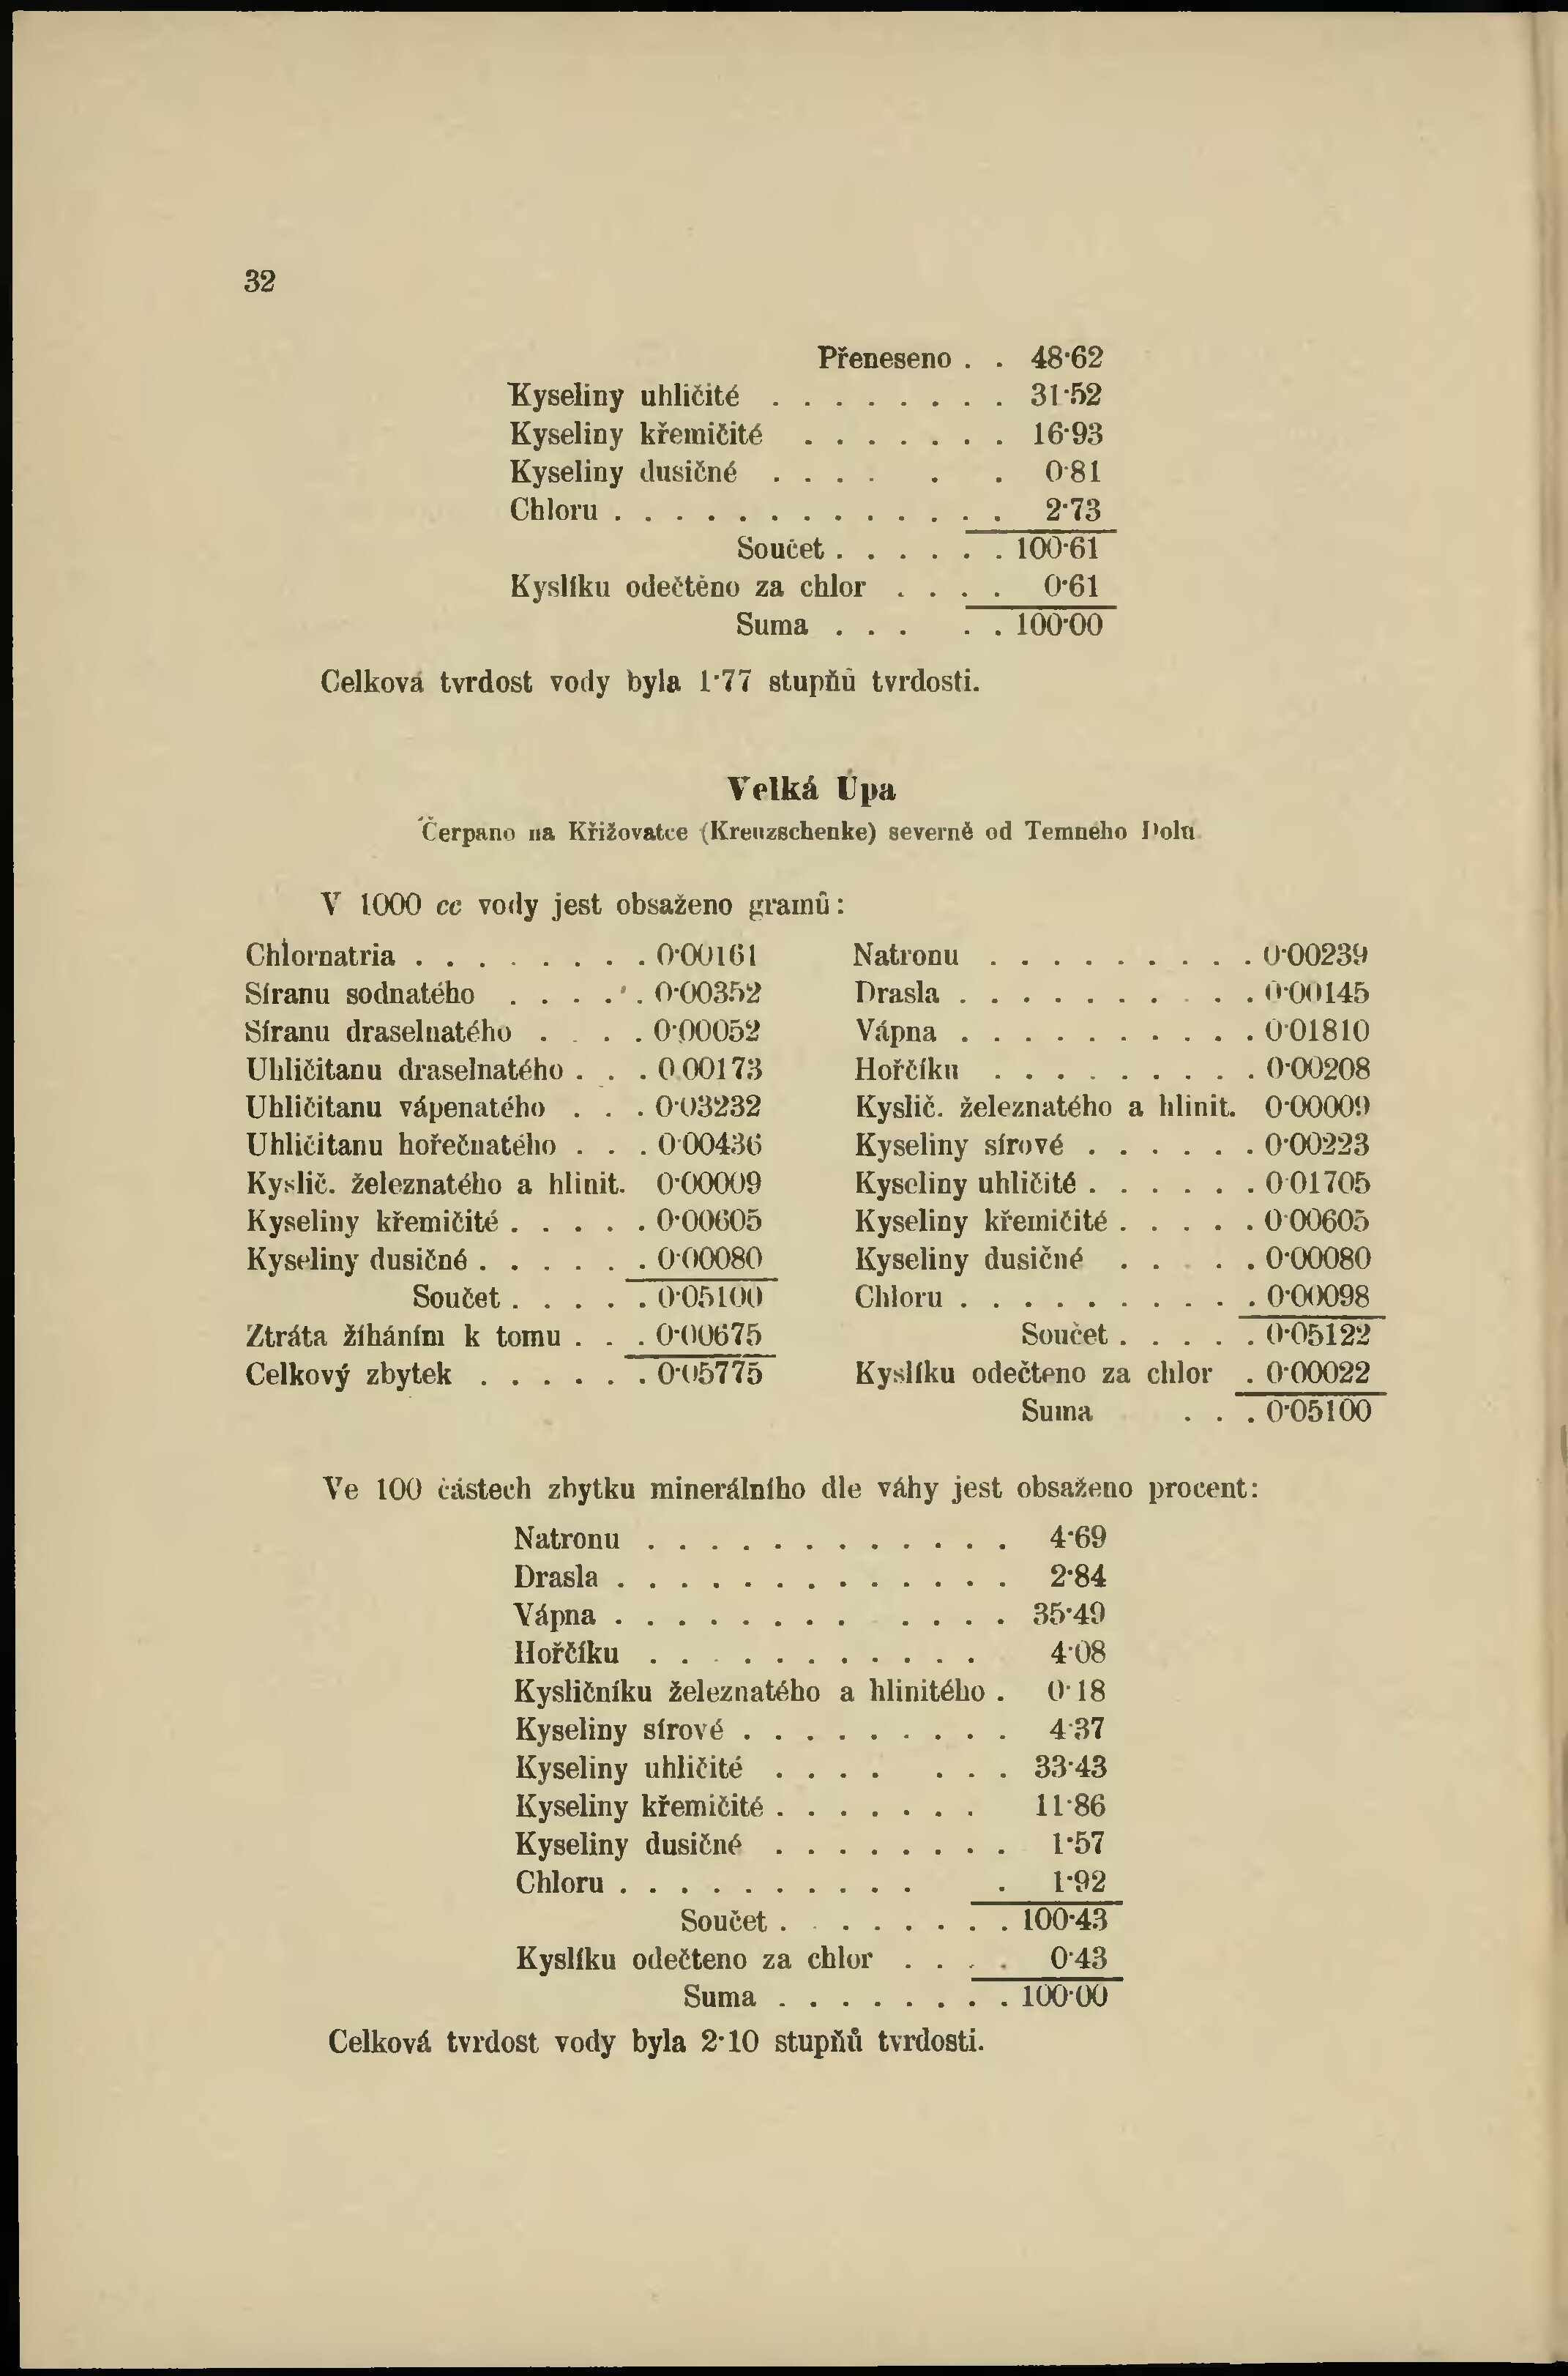 32
Přeneseno . . 48·62
Kyseliny uhličité . . . . . . . . 31·52
Kyseliny křemičité . . . . . . . 16·93
Kyseliny dusičné . . . . . . 0·81
Chloru . . . . . . . . . . . . . 2·73
Součet . . . . . . 100·61
Kyslíku odečtěno za chlor . . . . 0·61
Suma . . . . . 100·00
Celková tvrdost vody byla 1·77 stupňů tvrdosti.
Velká Úpa
Čerpáno na Křižovatce (Kreuzschenke) severně od Temného Dolu
V 1000 cc vody jest obsaženo gramů:
Chlornatria . . . . . . . . 0·00161
Síranu sodnatého . . . . . 0·00352
Síranu draselnatého . . . . 0·00052
Uhličitanu draselnatého . . . 0.00173
Uhličitanu vápenatého . . . 0·03232
Uhličitanu hořečnatého . . . 0·00436
Kyslič. železnatého a hlinit. 0·00009
Kyseliny křemičité . . . . . 0·00605
Kyseliny dusičné . . . . . . 0·00080
Součet . . . . . 0·05100
Ztráta žíháním k tomu . . . 0·00675
Celkový zbytek . . . . . . 0·05775
Natronu . . . . . . . . . 0·00239
Drasla . . . . . . . . . . 0·00145
Vápna . . . . . . . . . . 0·01810
Hořčíku . . . . . . . . . 0·00208
Kyslič. železnatého a hlinit. 0·00009
Kyseliny sírové . . . . . . 0·00223
Kyseliny uhličité . . . . . . 0·01705
Kyseliny křemičité . . . . . 0·00605
Kyseliny dusičné . . . . . 0·00080
Chloru . . . . . . . . . . 0·00098
Součet . . . . . 0·05122
Kyslíku odečteno za chlor . 0·00022
Suma . . . 0·05100
Ve 100 částech zbytku minerálního dle váhy jest obsaženo procent:
Natronu . . . . . . . . . . . . 4·69
Drasla . . . . . . . . . . . . . 2·84
Vápna . . . . . . . . . . . . 35·49
Hořčíku . . . . . . . . . . . 4·08
Kysličníku železnatého a hlinitého . 0·18
Kyseliny sírové . . . . . . . . . 4·37
Kyseliny uhličité . . . . . . . 33·43
Kyseliny křemičité . . . . . . . 11·86
Kyseliny dusičné . . . . . . . . 1·57
Chloru . . . . . . . . . . . 1·92
Součet . . . . . . . . 100·43
Kyslíku odečteno za chlor . . . . 0·43
Suma . . . . . . . . 100·00
Celková tvrdost vody byla 2·10 stupňů tvrdosti.